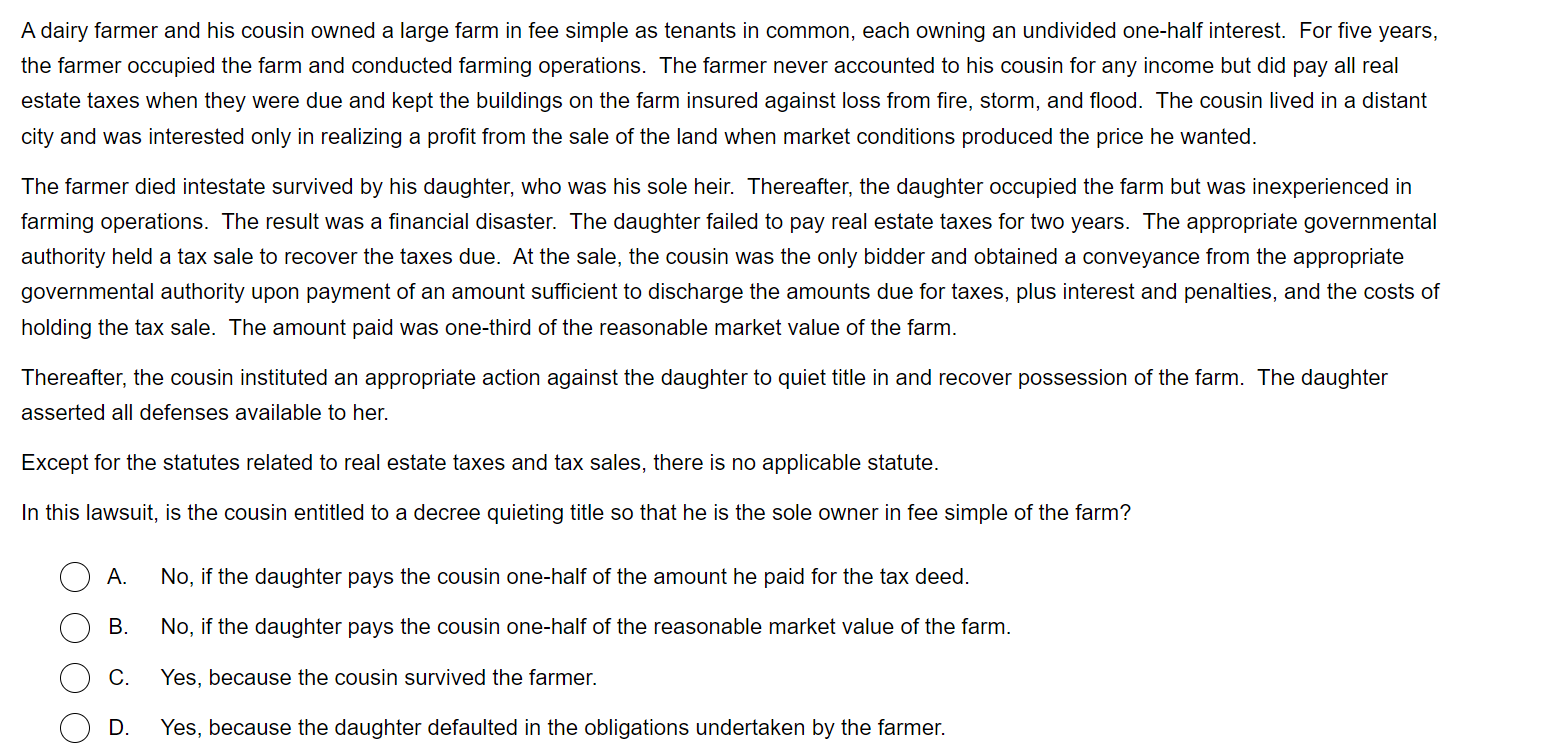 A dairy farmer and his cousin owned a large farm in fee simple as tenants in common, each owning an undivided one-half interest.  For five years,
the farmer occupied the farm and conducted farming operations.  The farmer never accounted to his cousin for any income but did pay all real
estate taxes when they were due and kept the buildings on the farm insured against loss from fire, storm, and flood.  The cousin lived in a distant
city and was interested only in realizing a profit from the sale of the land when market conditions produced the price he wanted.
The farmer died intestate survived by his daughter, who was his sole heir.  Thereafter, the daughter occupied the farm but was inexperienced in
farming operations.  The result was a financial disaster.  The daughter failed to pay real estate taxes for two years.  The appropriate governmental
authority held a tax sale to recover the taxes due.  At the sale, the cousin was the only bidder and obtained a conveyance from the appropriate
governmental authority upon payment of an amount sufficient to discharge the amounts due for taxes, plus interest and penalties, and the costs of
holding the tax sale.  The amount paid was one-third of the reasonable market value of the farm.
Thereafter, the cousin instituted an appropriate action against the daughter to quiet title in and recover possession of the farm.  The daughter
asserted all defenses available to her.
Except for the statutes related to real estate taxes and tax sales, there is no applicable statute.
In this lawsuit, is the cousin entitled to a decree quieting title so that he is the sole owner in fee simple of the farm?
A. No, if the daughter pays the cousin one-half of the amount he paid for the tax deed.
B. No, if the daughter pays the cousin one-half of the reasonable market value of the farm.
C. Yes, because the cousin survived the farmer.
D. Yes, because the daughter defaulted in the obligations undertaken by the farmer.